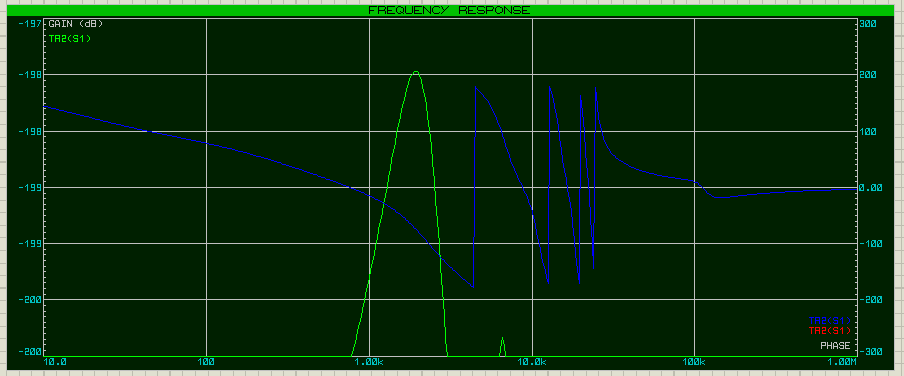 FREQUENCY RESPONSE
-197 GAIN (dB) 300
TR2(S1)
-198 200
-198 100
-199 0.00
-199 -100
-200 -200
TR2(S1)
PHASE
-200 -300
10.0 100 1.00k 10.0k 100k 1.00M